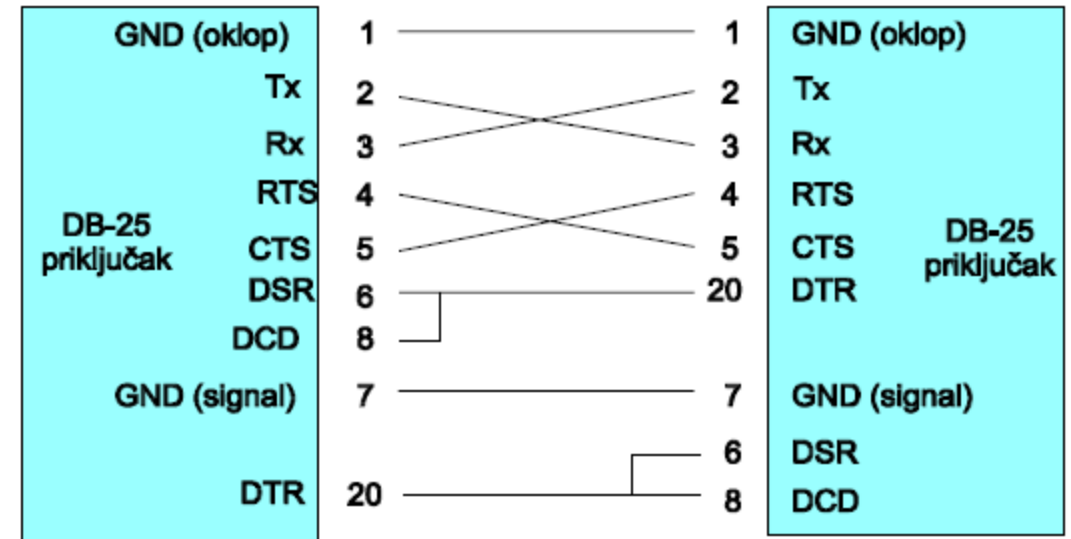 GND (oklop) 1 1 GND (oklop)
Tx 2 2 Tx
Rx 3 3 Rx
RTS 4 4 RTS
DB-25 priključak
CTS 5 5 CTS
DB-25 priključak
DSR 6 20 DTR
DCD 8
GND (signal) 7 7 GND (signal)
6 DSR
DTR 20 8 DCD